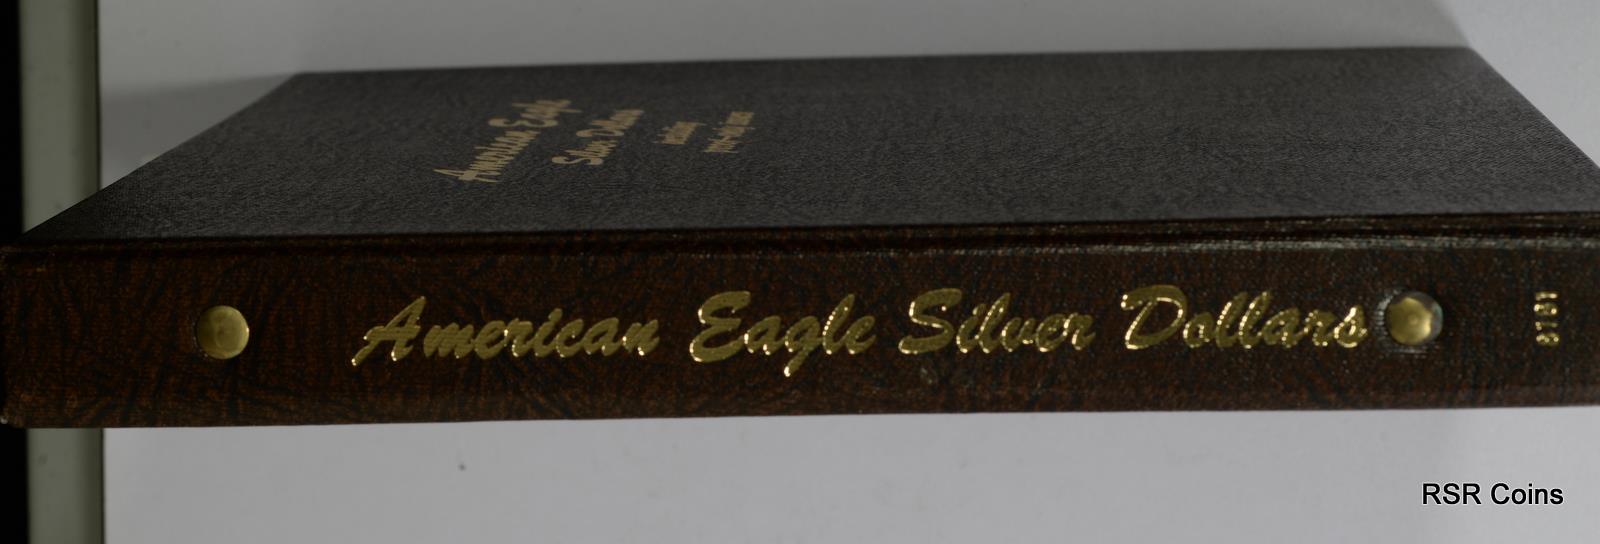 American Eagle
Silver Dollars
American Eagle Silver Dollars
8181
RSR Coins